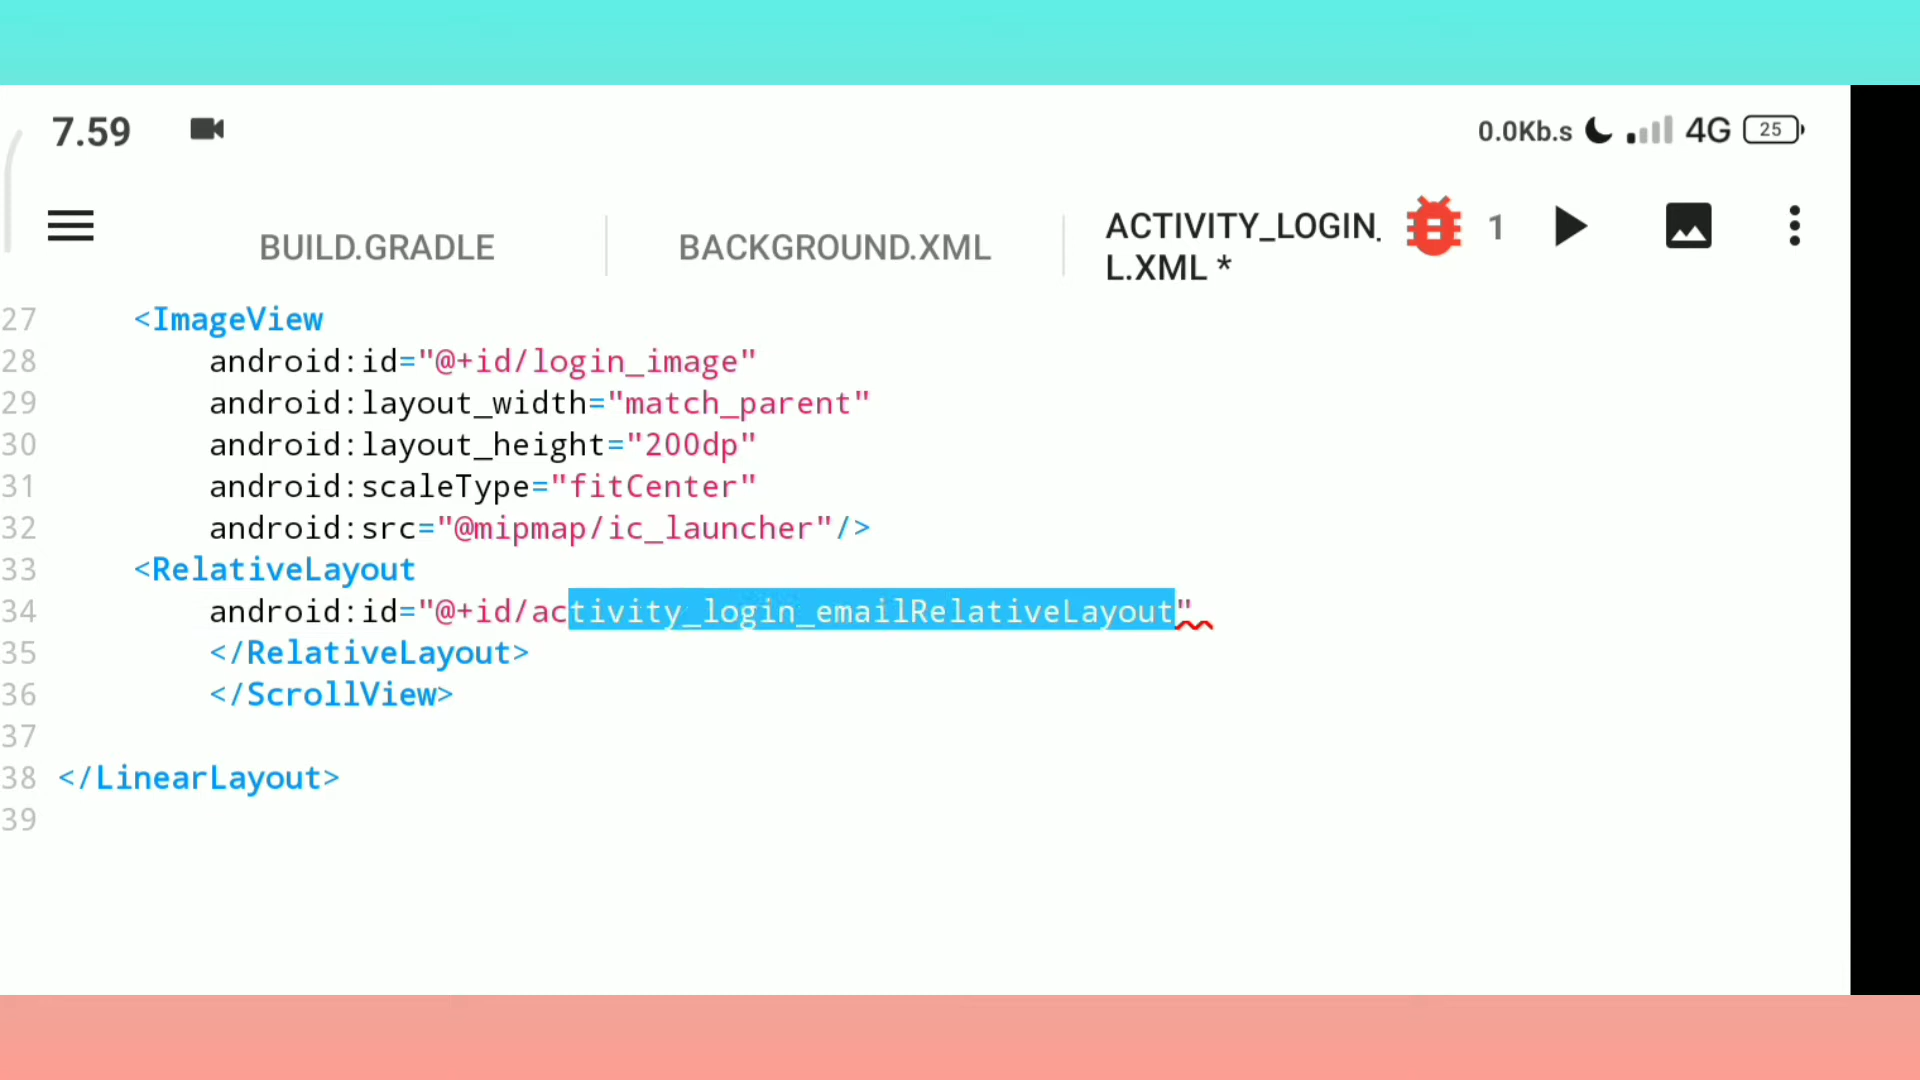 7.59
0.0Kb.s 4G 25
BUILD.GRADLE BACKGROUND.XML ACTIVITY_LOGIN_ 1
L.XML *
27 <ImageView
28 android:id="@+id/login_image"
29 android:layout_width="match_parent"
30 android:layout_height="200dp"
31 android:scaleType="fitCenter"
32 android:src="@mipmap/ic_launcher"/>
33 <RelativeLayout
34 android:id="@+id/activity_login_emailRelativeLayout"
35 </RelativeLayout>
36 </ScrollView>
37
38 </LinearLayout>
39